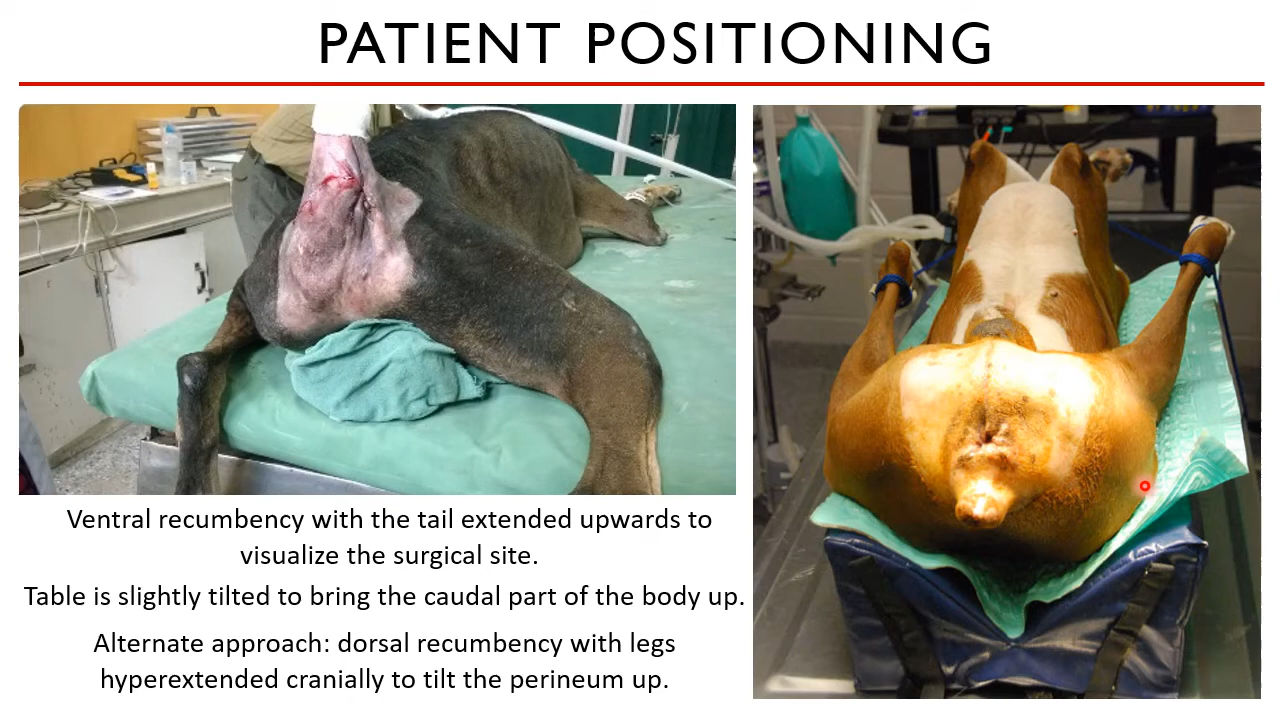 PATIENT POSITIONING
Ventral recumbency with the tail extended upwards to
visualize the surgical site.
Table is slightly tilted to bring the caudal part of the body up.
Alternate approach: dorsal recumbency with legs
hyperextended cranially to tilt the perineum up.